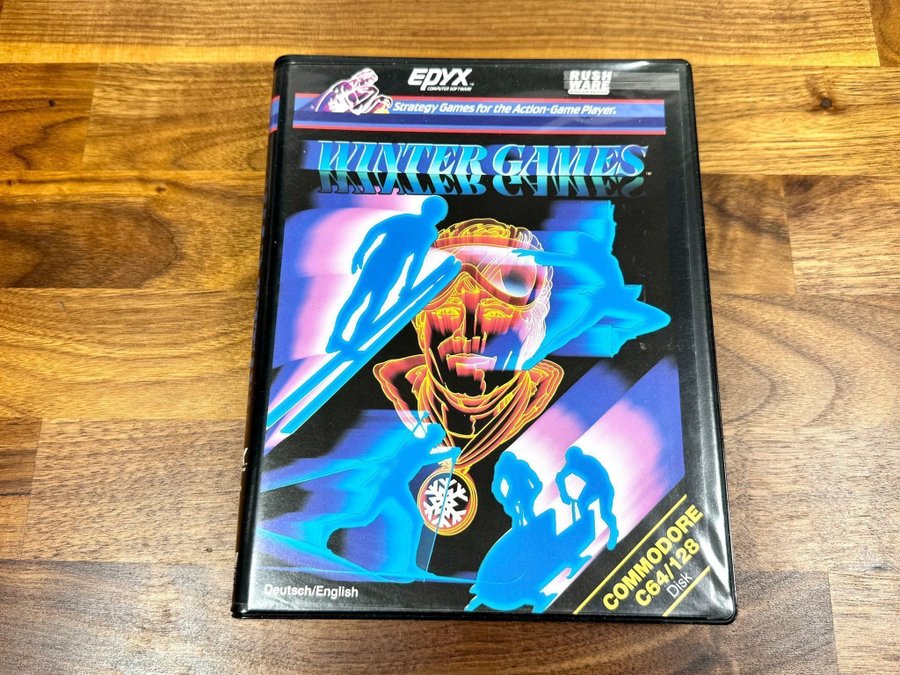 EPYX
COMPUTER SOFTWARE
RUSH
WARE
Strategy Games for the Action-Game Player.
WINTER GAMES™
COMMODORE
C64/128
Disk
Deutsch/English